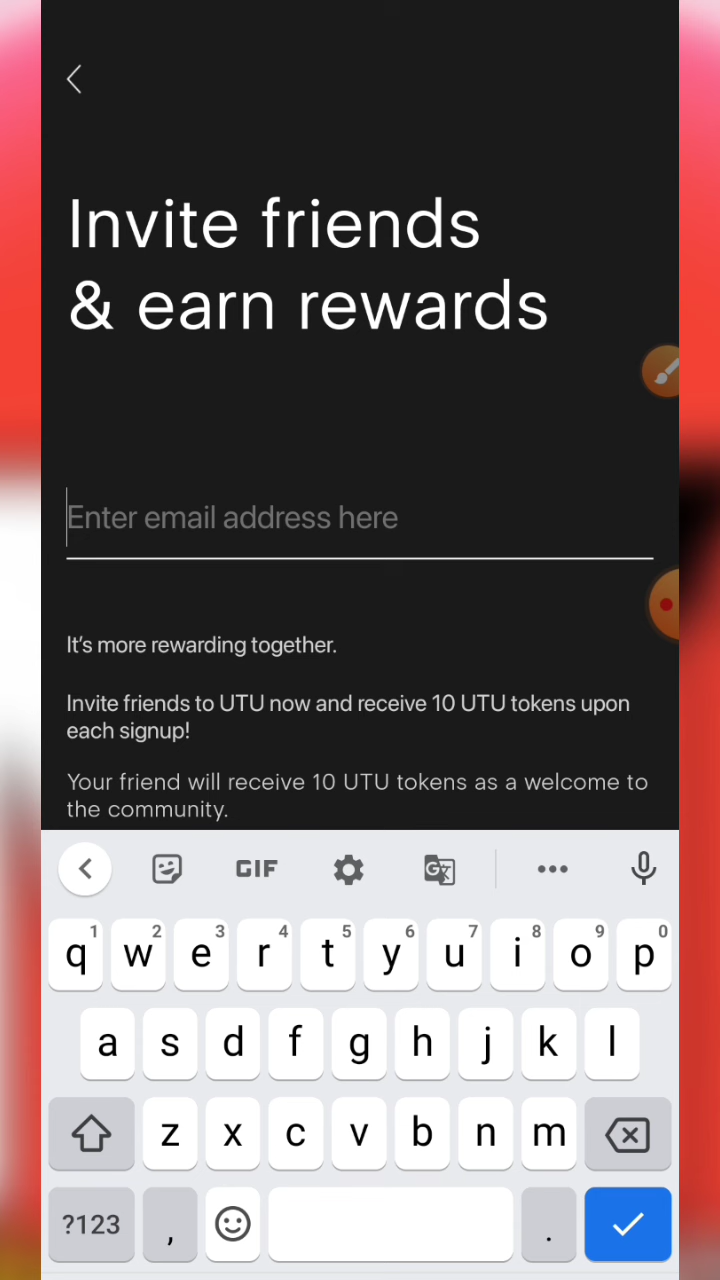 Invite friends
& earn rewards
Enter email address here
It's more rewarding together.
Invite friends to UTU now and receive 10 UTU tokens upon
each signup!
Your friend will receive 10 UTU tokens as a welcome to
the community.
GIF
1 2 3 4 5 6 7 8 9 0
q w e r t y u i o p
a s d f g h j k l
z x c v b n m
?123 , .